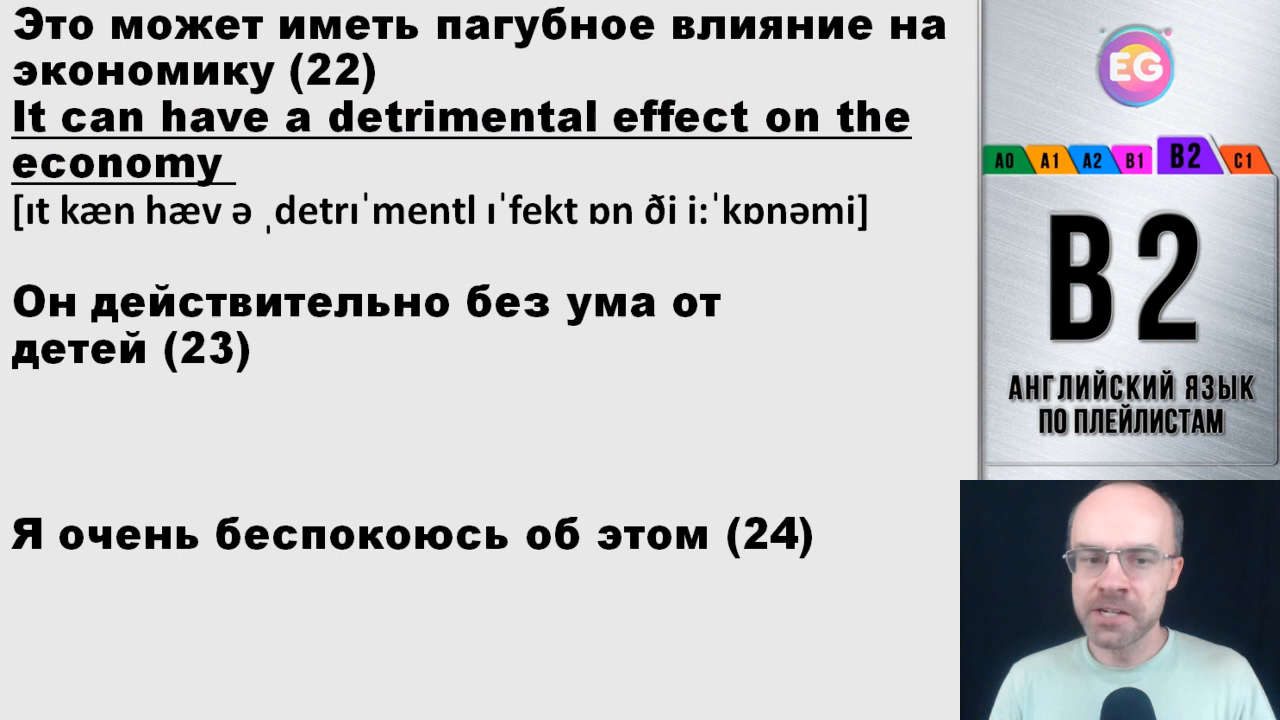 Это может иметь пагубное влияние на
экономику (22)
It can have a detrimental effect on the
economy
[ɪt kæn hæv ə ˌdetrɪˈmentl ɪˈfekt ɒn ði i:ˈkɒnəmi]
Он действительно без ума от
детей (23)
Я очень беспокоюсь об этом (24)
EG
A0 A1 A2 B1 B2 C1
B2
АНГЛИЙСКИЙ ЯЗЫК
ПО ПЛЕЙЛИСТАМ